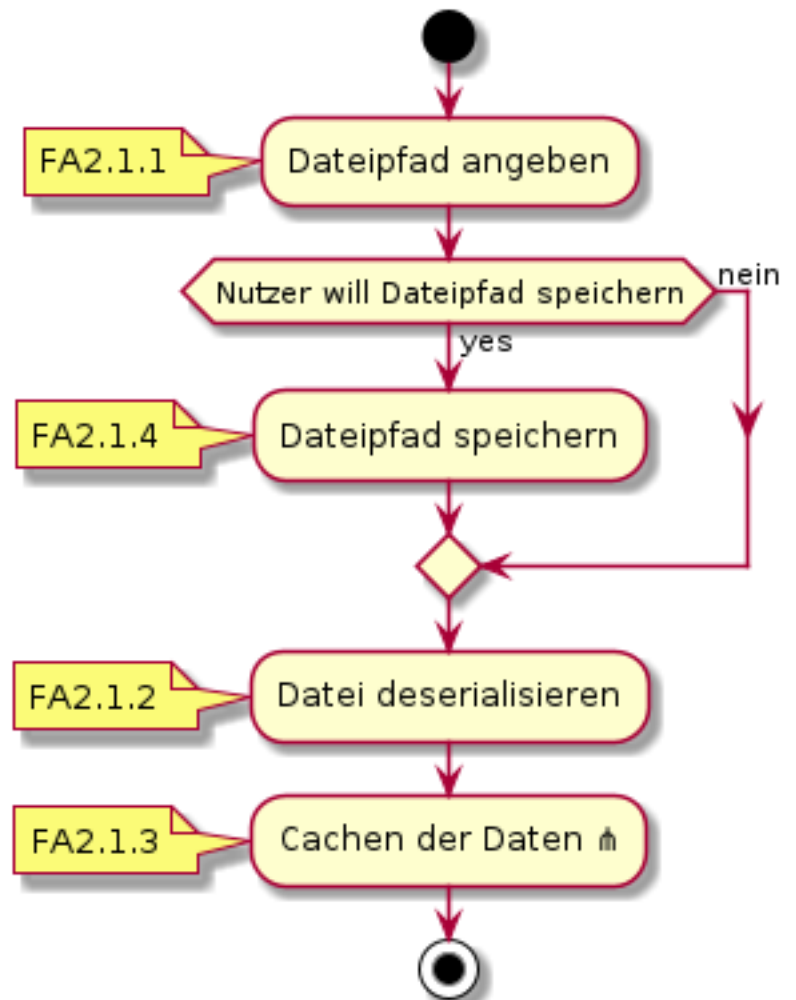 FA2.1.1
Dateipfad angeben
Nutzer will Dateipfad speichern
nein
yes
FA2.1.4
Dateipfad speichern
FA2.1.2
Datei deserialisieren
FA2.1.3
Cachen der Daten ⋔